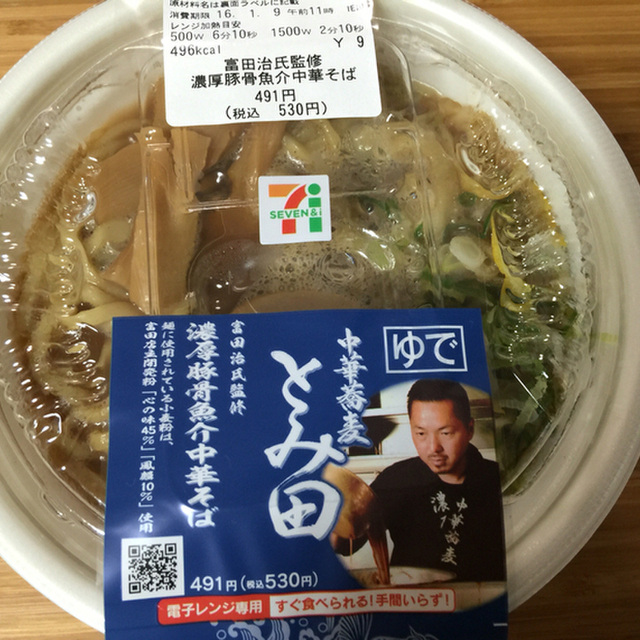 原材料名は裏面ラベルに記載
消費期限 16. 1. 9 午前11時
レンジ加熱目安
500W 6分10秒 1500W 2分10秒
496kcal Y 9
富田治氏監修
濃厚豚骨魚介中華そば
491円
(税込 530円)
SEVEN&i
ゆで
中華蕎麦
とみ田
富田治氏監修
濃厚豚骨魚介中華そば
麺に使用されている小麦粉は、
富田店主開発粉「心の味45%」「風麺10%」使用
中華蕎麦
491円(税込530円)
電子レンジ専用 すぐ食べられる!手間いらず!